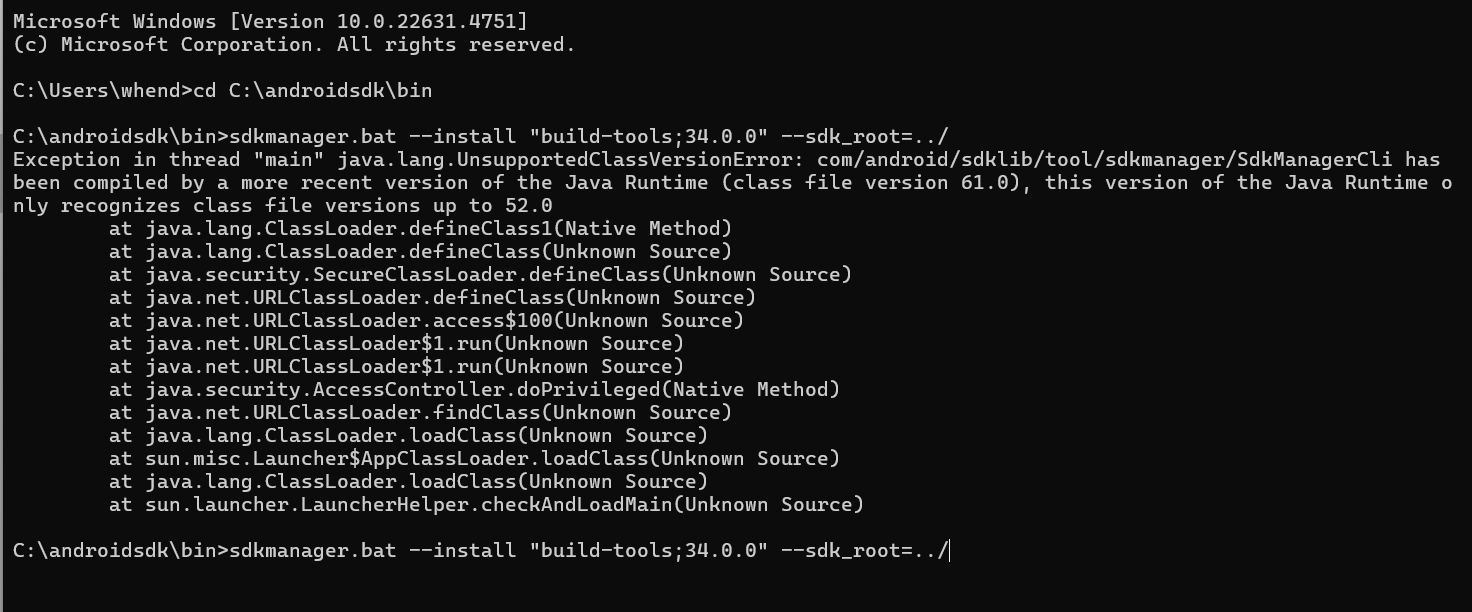 Microsoft Windows [Version 10.0.22631.4751]
(c) Microsoft Corporation. All rights reserved.

C:\Users\whend>cd C:\androidsdk\bin

C:\androidsdk\bin>sdkmanager.bat --install "build-tools;34.0.0" --sdk_root=../
Exception in thread "main" java.lang.UnsupportedClassVersionError: com/android/sdklib/tool/sdkmanager/SdkManagerCli has
been compiled by a more recent version of the Java Runtime (class file version 61.0), this version of the Java Runtime o
nly recognizes class file versions up to 52.0
        at java.lang.ClassLoader.defineClass1(Native Method)
        at java.lang.ClassLoader.defineClass(Unknown Source)
        at java.security.SecureClassLoader.defineClass(Unknown Source)
        at java.net.URLClassLoader.defineClass(Unknown Source)
        at java.net.URLClassLoader.access$100(Unknown Source)
        at java.net.URLClassLoader$1.run(Unknown Source)
        at java.net.URLClassLoader$1.run(Unknown Source)
        at java.security.AccessController.doPrivileged(Native Method)
        at java.net.URLClassLoader.findClass(Unknown Source)
        at java.lang.ClassLoader.loadClass(Unknown Source)
        at sun.misc.Launcher$AppClassLoader.loadClass(Unknown Source)
        at java.lang.ClassLoader.loadClass(Unknown Source)
        at sun.launcher.LauncherHelper.checkAndLoadMain(Unknown Source)

C:\androidsdk\bin>sdkmanager.bat --install "build-tools;34.0.0" --sdk_root=../